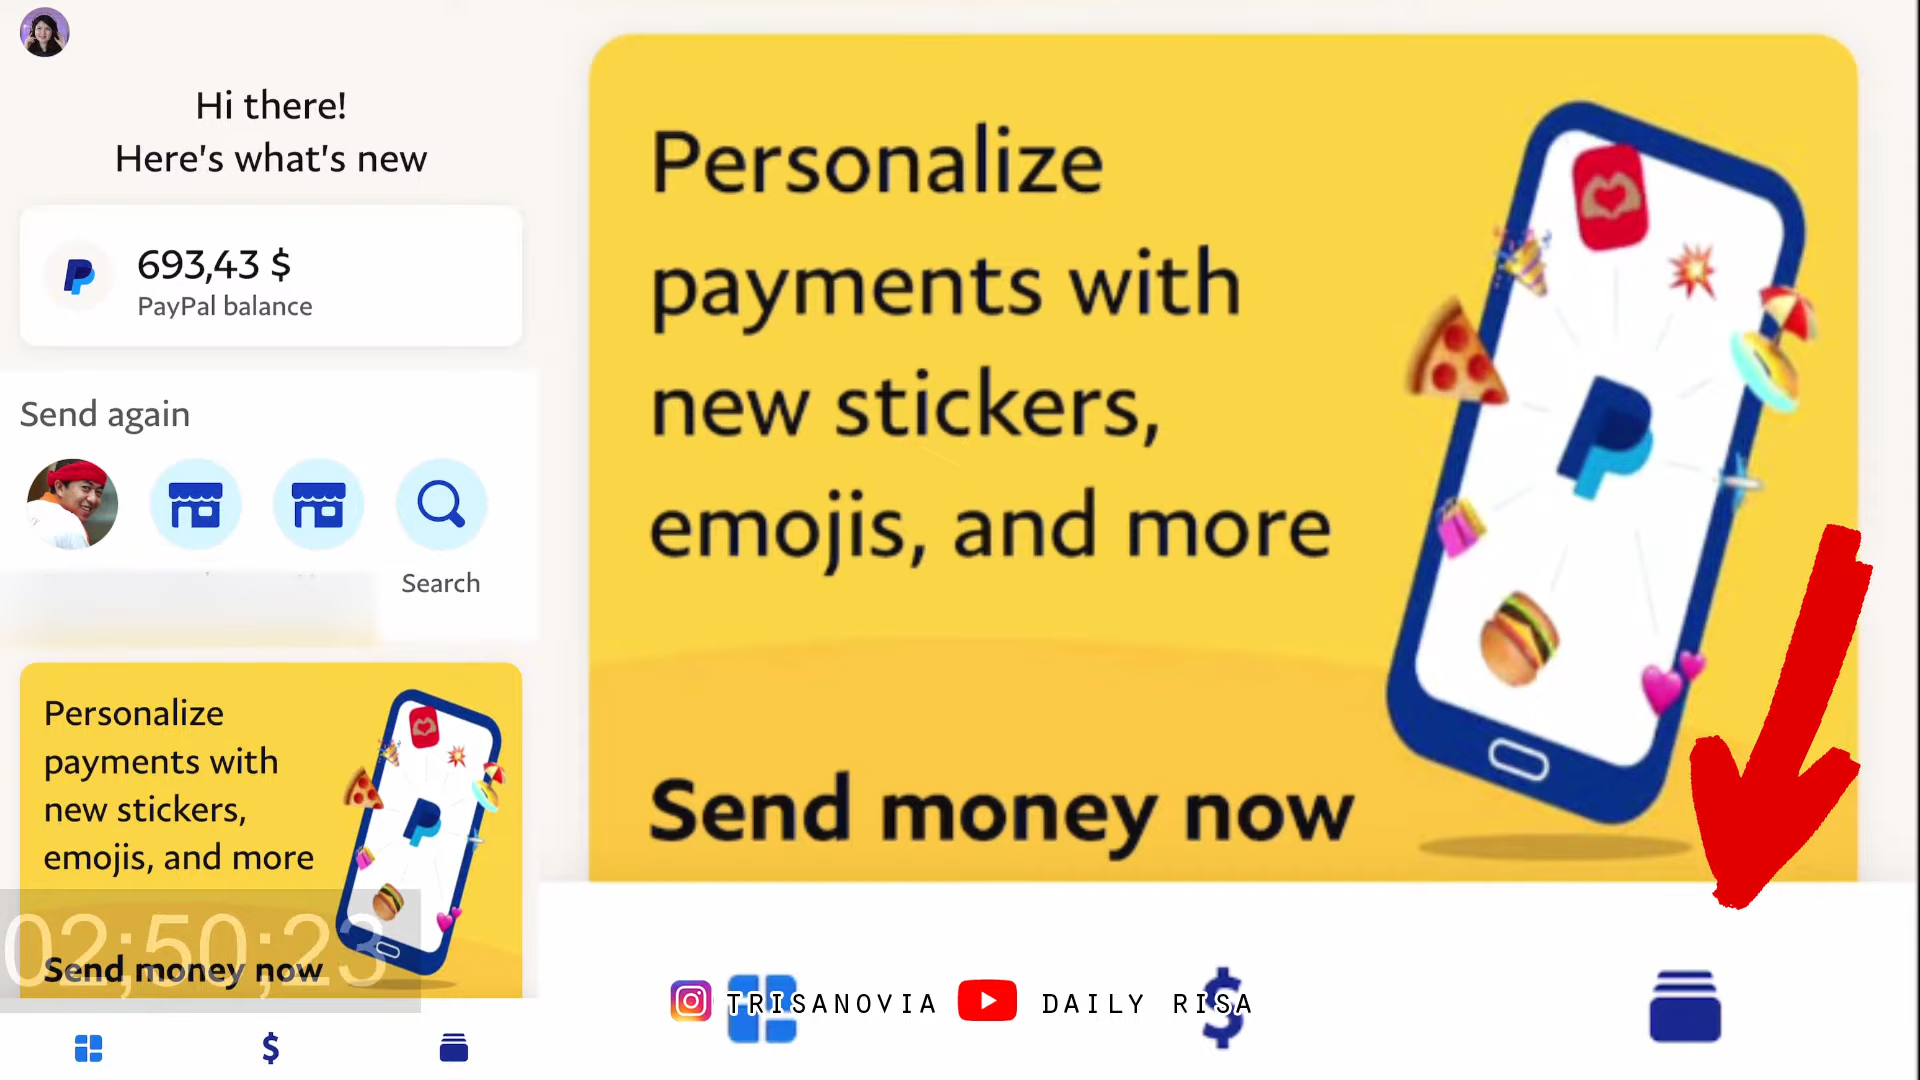 Hi there!
Here's what's new
693,43 $
PayPal balance
Send again
Search
Personalize
payments with
new stickers,
emojis, and more
Send money now
02;50;23
Personalize
payments with
new stickers,
emojis, and more
Send money now
TRISANOVIA DAILY RISA